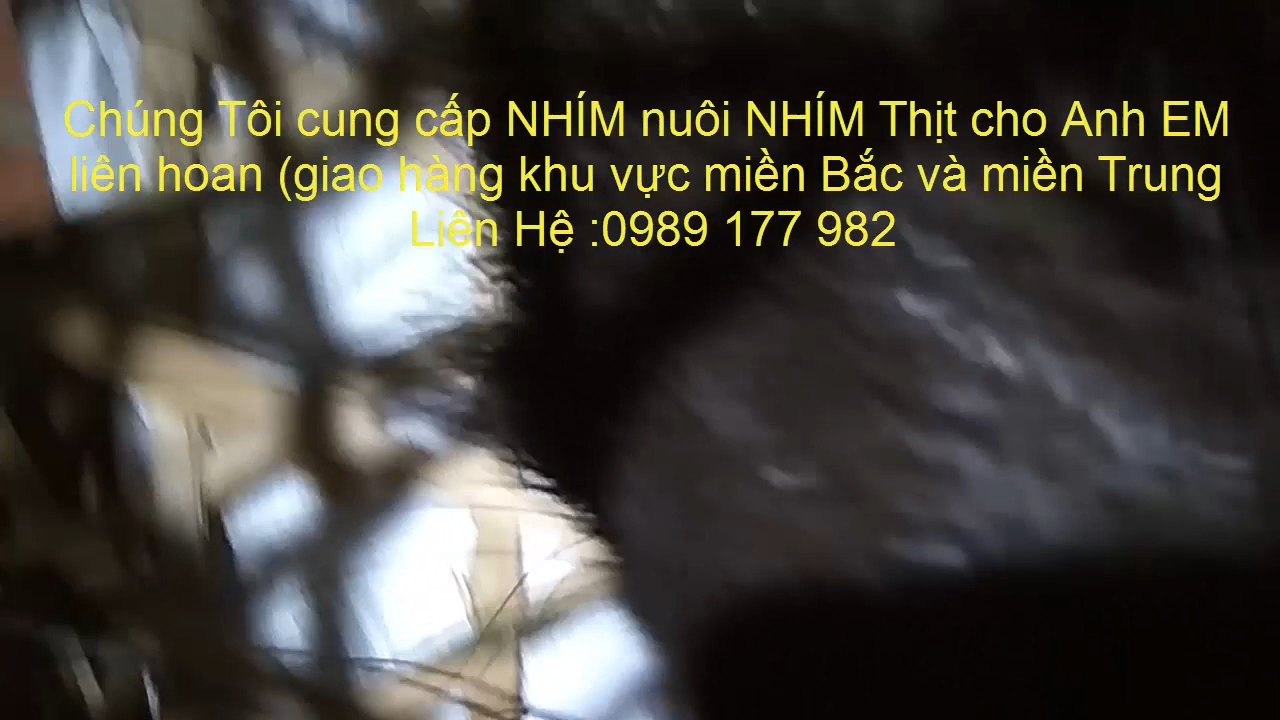 Chúng Tôi cung cấp NHÍM nuôi NHÍM Thịt cho Anh EM
liên hoan (giao hàng khu vực miền Bắc và miền Trung
Liên Hệ :0989 177 982